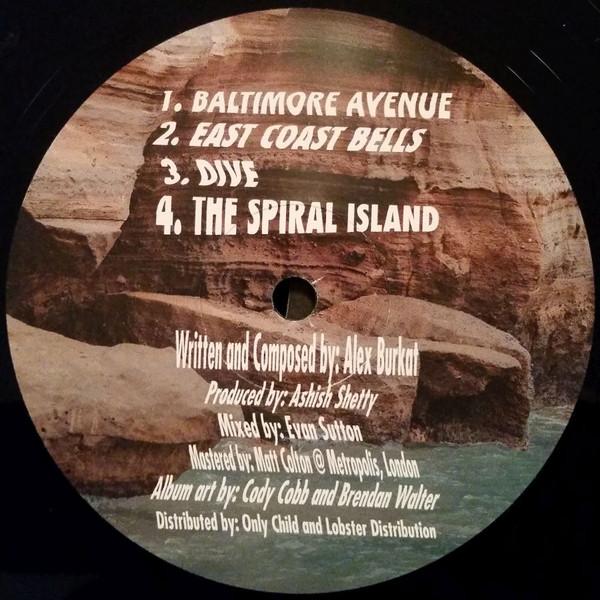 1. BALTIMORE AVENUE
2. EAST COAST BELLS
3. DIVE
4. THE SPIRAL ISLAND
Written and Composed by: Alex Burkat
Produced by: Ashish Shetty
Mixed by: Evan Sutton
Mastered by: Matt Colton @ Metropolis, London
Album art by: Cody Cobb and Brendan Walter
Distributed by: Only Child and Lobster Distribution